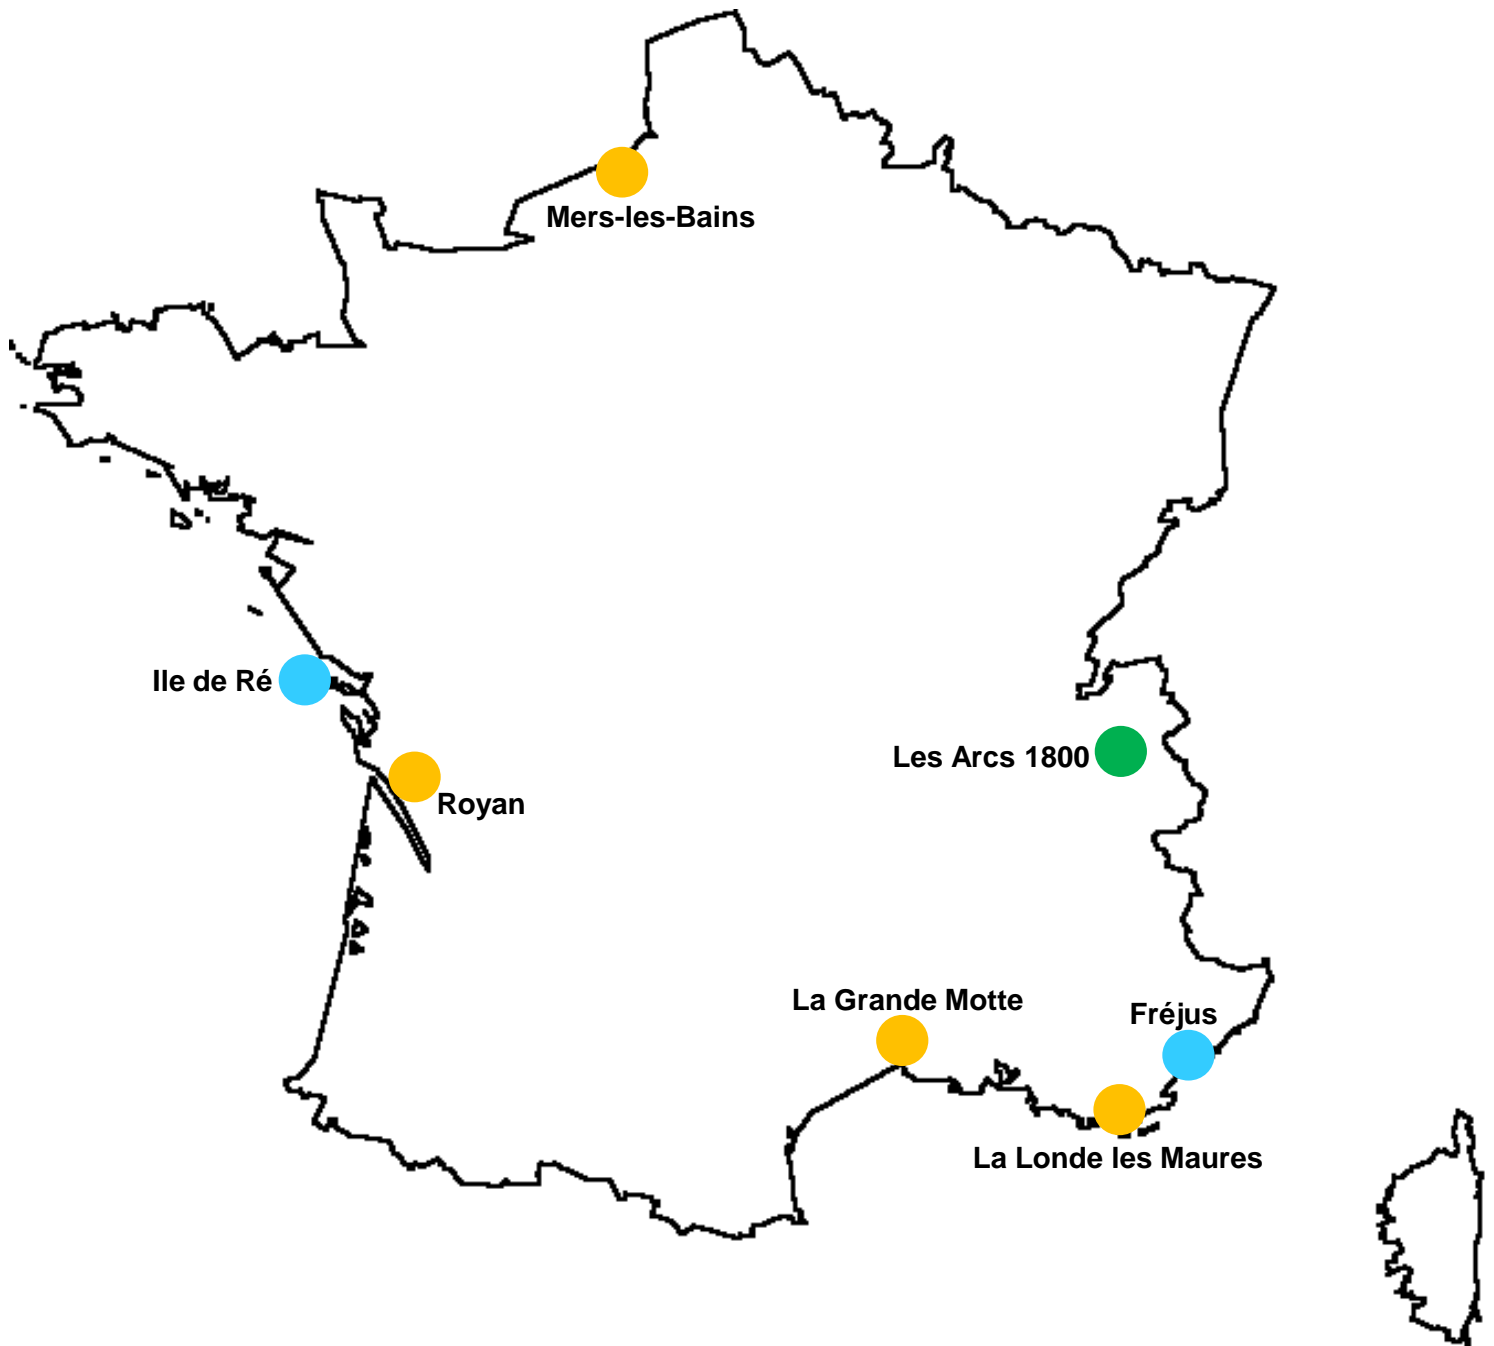 Mers-les-Bains
Ile de Ré
Les Arcs 1800
Royan
La Grande Motte
Fréjus
La Londe les Maures